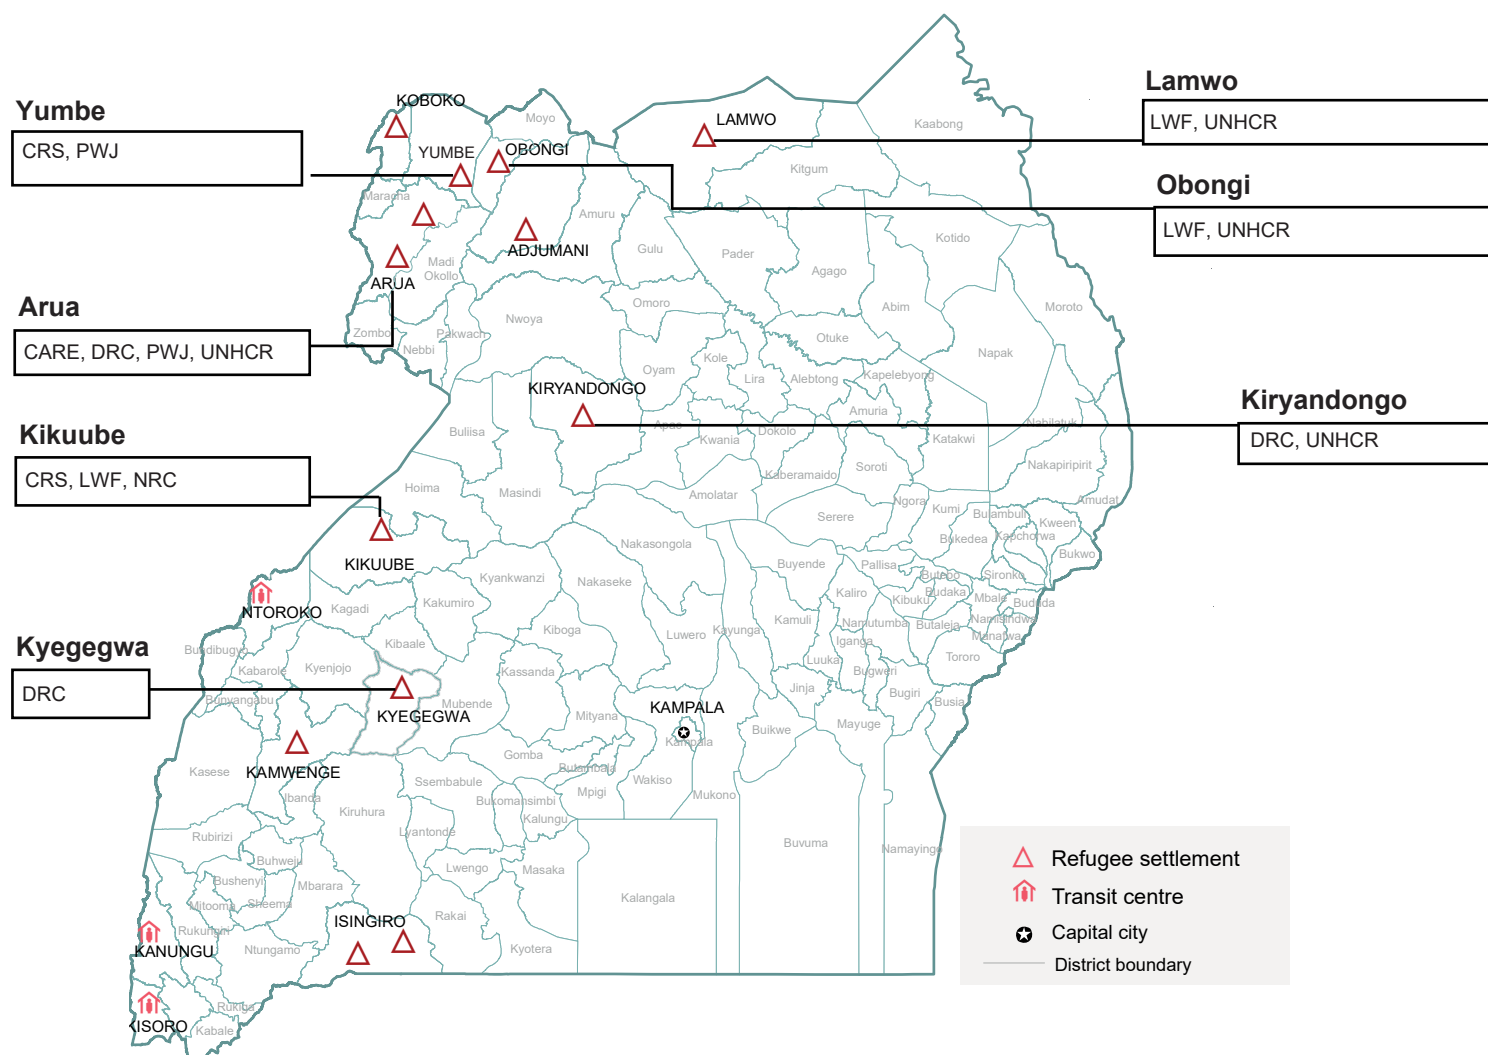 Yumbe
CRS, PWJ
Arua
CARE, DRC, PWJ, UNHCR
Kikuube
CRS, LWF, NRC
Kyegegwa
DRC
Lamwo
LWF, UNHCR
Obongi
LWF, UNHCR
Kiryandongo
DRC, UNHCR
KOBOKO
Moyo
LAMWO
Kaabong
YUMBE
OBONGI
Kitgum
Maracha
Amuru
ADJUMANI
Gulu
Pader
Kotido
Madi
Okollo
Agago
ARUA
Omoro
Abim
Moroto
Zombo
Pakwach
Nwoya
Nebbi
Otuke
Napak
Kole
Oyam
Lira
Alebtong
Kapelebyong
KIRYANDONGO
Amuria
Apac
Nabilatuk
Buliisa
Kwania
Dokolo
Katakwi
Kaberamaido
Soroti
Nakapiripirit
Hoima
Masindi
Amolatar
Ngora
Amudat
Serere
Kumi
Bulambuli
Kween
Bukedea
Kapchorwa
Nakasongola
Bukwo
KIKUUBE
Buyende
Pallisa
Kyankwanzi
Nakaseke
Butebo
Sironko
NTOROKO
Kagadi
Kakumiro
Kaliro
Kibuku
Budaka
Mbale
Bududa
Kiboga
Luwero
Kayunga
Kamuli
Namutumba
Butaleja
Namisindwa
Manafwa
Bundibugyo
Kibaale
Iganga
Kabarole
Kyenjojo
Kassanda
Luuka
Bugweri
Tororo
Bunyangabu
Mubende
Jinja
Bugiri
Busia
KYEGEGWA
Mityana
KAMPALA
Kampala
Buikwe
Mayuge
KAMWENGE
Kasese
Gomba
Butambala
Wakiso
Ssembabule
Mpigi
Mukono
Ibanda
Kiruhura
Bukomansimbi
Kalungu
Rubirizi
Lyantonde
Buvuma
Namayingo
Buhweju
Lwengo
Masaka
Bushenyi
Mbarara
Mitooma
Sheema
Kalangala
ISINGIRO
Rakai
Rukungiri
KANUNGU
Ntungamo
Kyotera
Rukiga
KISORO
Kabale
Refugee settlement
Transit centre
Capital city
District boundary